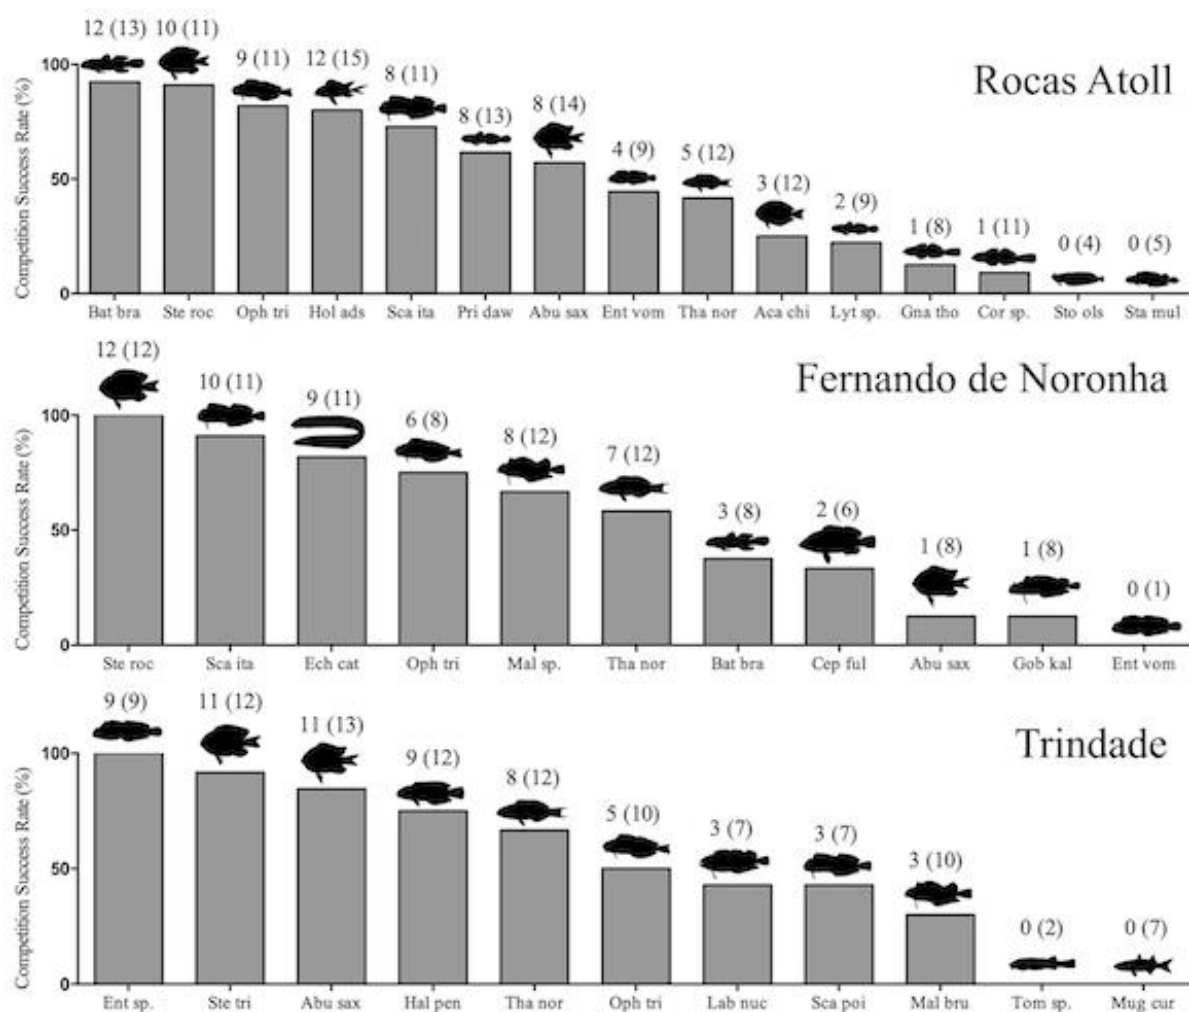 12 (13) 10 (11) 9 (11) 12 (15) 8 (11) 8 (13) 8 (14) 4 (9) 5 (12) 3 (12) 2 (9) 1 (8) 1 (11) 0 (4) 0 (5)
Rocas Atoll
Competition Success Rate (%)
100
50
0
Bat bra Ste roc Oph tri Hol ads Sca ita Pri daw Abu sax Ent vom Tha nor Aca chi Lyt sp. Gna tho Cor sp. Sto ols Sta mul
12 (12) 10 (11) 9 (11) 6 (8) 8 (12) 7 (12) 3 (8) 2 (6) 1 (8) 1 (8) 0 (1)
Fernando de Noronha
Competition Success Rate (%)
100
50
0
Ste roc Sca ita Ech cat Oph tri Mal sp. Tha nor Bat bra Cep ful Abu sax Gob kal Ent vom
9 (9) 11 (12) 11 (13) 9 (12) 8 (12) 5 (10) 3 (7) 3 (7) 3 (10) 0 (2) 0 (7)
Trindade
Competition Success Rate (%)
100
50
0
Ent sp. Ste tri Abu sax Hal pen Tha nor Oph tri Lab nuc Sca poi Mal bru Tom sp. Mug cur